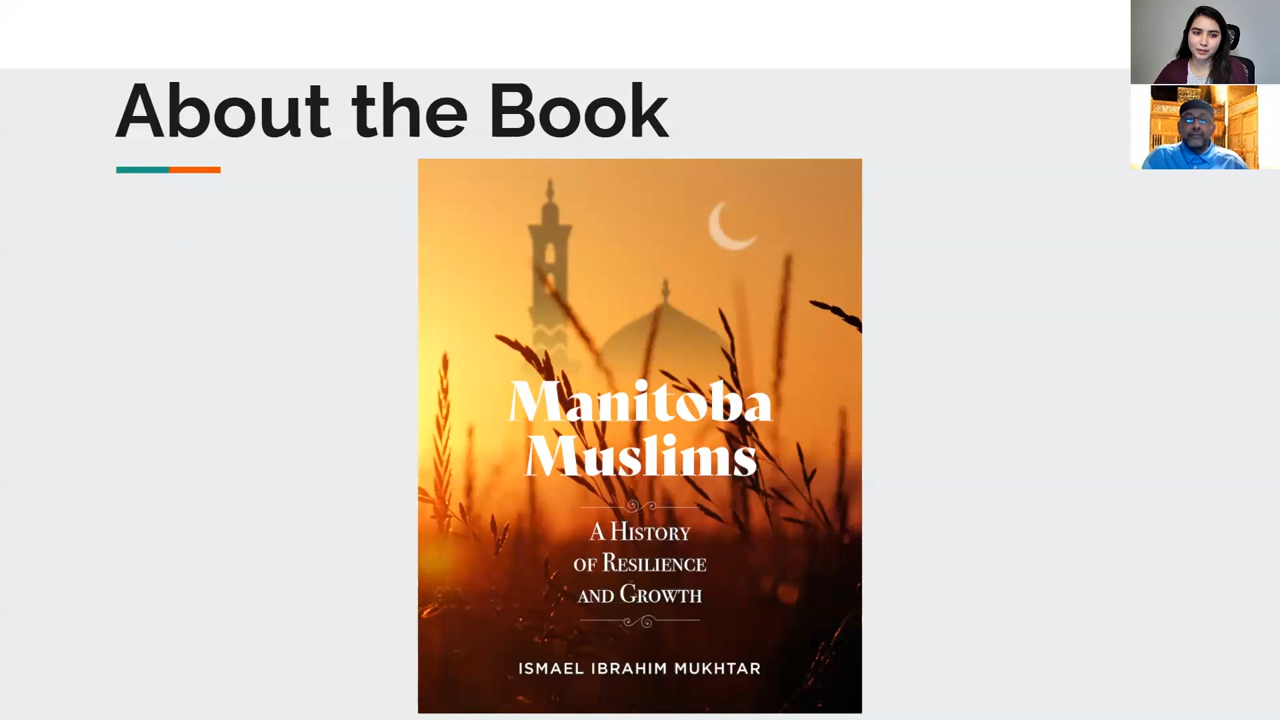 About the Book
Manitoba
Muslims
A History
of Resilience
and Growth
ISMAEL IBRAHIM MUKHTAR